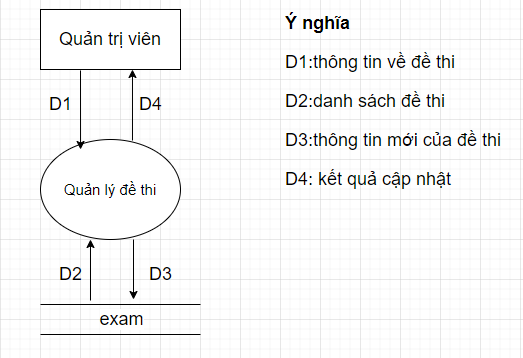 Quản trị viên
D1
D4
Quản lý đề thi
D2
D3
exam
Ý nghĩa
D1:thông tin về đề thi
D2:danh sách đề thi
D3:thông tin mới của đề thi
D4: kết quả cập nhật